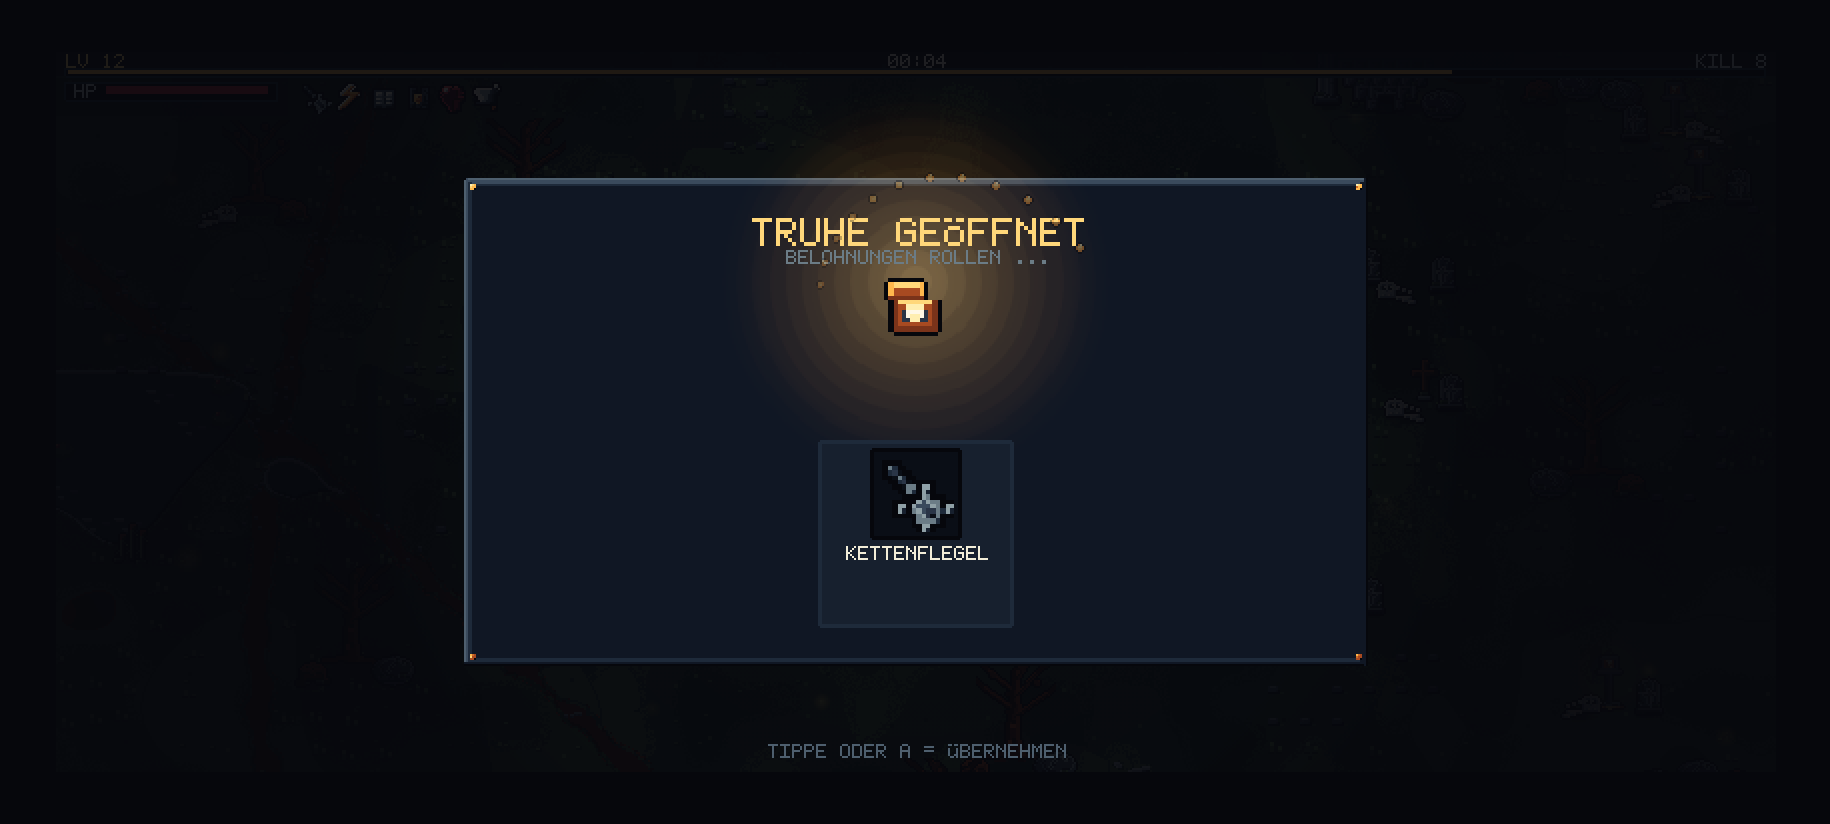 LV 12
00:04
KILL 8
HP
TRUHE GEöFFNET
BELOHNUNGEN ROLLEN ...
KETTENFLEGEL
TIPPE ODER A = üBERNEHMEN